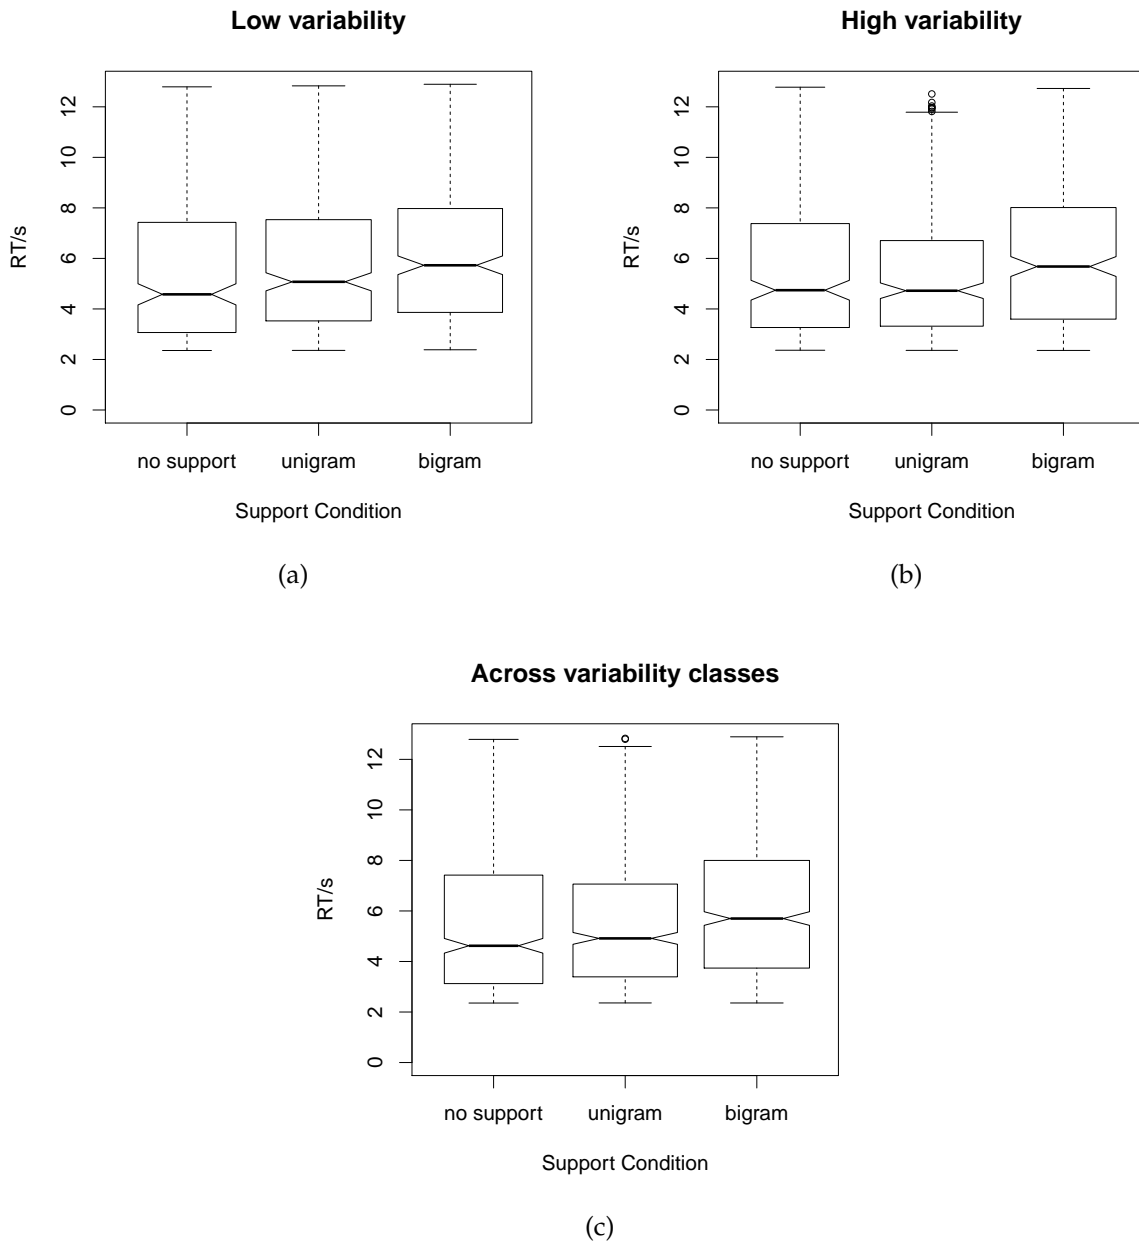 Low variability
RT/s
0
2
4
6
8
10
12
no support unigram bigram
Support Condition
(a)
High variability
RT/s
0
2
4
6
8
10
12
no support unigram bigram
Support Condition
(b)
Across variability classes
RT/s
0
2
4
6
8
10
12
no support unigram bigram
Support Condition
(c)